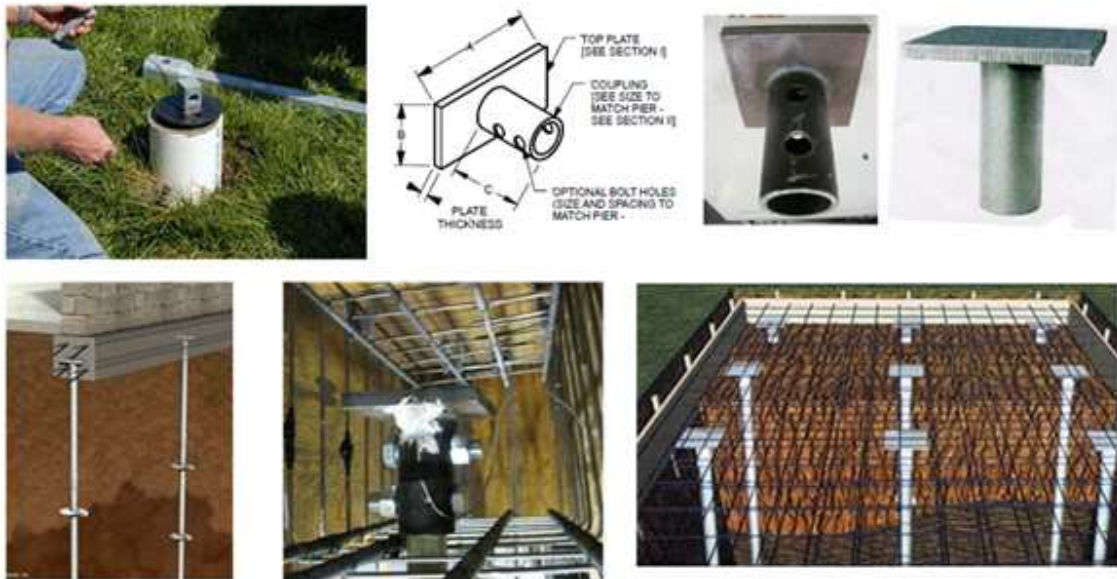 TOP PLATE
[SEE SECTION I]
COUPLING
[SEE SIZE TO
MATCH PIER -
SEE SECTION II]
A
B
C
OPTIONAL BOLT HOLES
(SIZE AND SPACING TO
MATCH PIER -
PLATE
THICKNESS